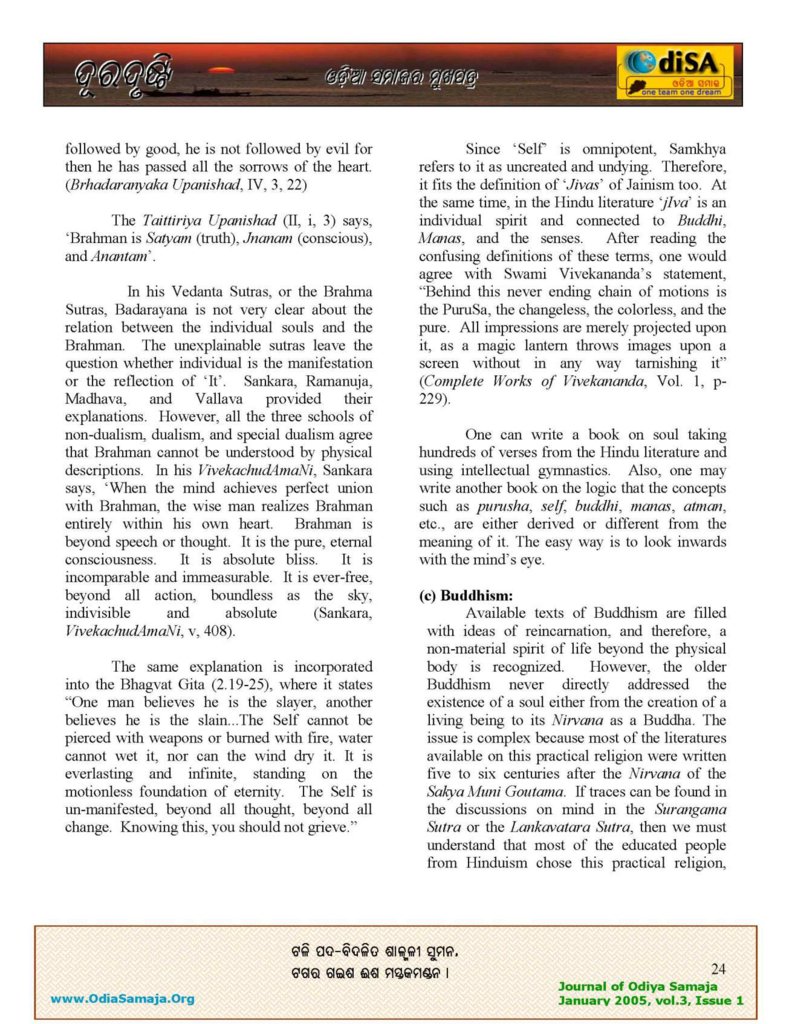 ଦୂରଦୃଷ୍ଟି
ଓଡ଼ିଆ ସମାଜର ମୁଖପତ୍ର
OdiSA
ଓଡ଼ିଆ ସମାଜ
one team one dream
followed by good, he is not followed by evil for
then he has passed all the sorrows of the heart.
(Brhadaranyaka Upanishad, IV, 3, 22)
The Taittiriya Upanishad (II, i, 3) says,
‘Brahman is Satyam (truth), Jnanam (conscious),
and Anantam’.
In his Vedanta Sutras, or the Brahma
Sutras, Badarayana is not very clear about the
relation between the individual souls and the
Brahman. The unexplainable sutras leave the
question whether individual is the manifestation
or the reflection of ‘It’. Sankara, Ramanuja,
Madhava, and Vallava provided their
explanations. However, all the three schools of
non-dualism, dualism, and special dualism agree
that Brahman cannot be understood by physical
descriptions. In his VivekachudAmaNi, Sankara
says, ‘When the mind achieves perfect union
with Brahman, the wise man realizes Brahman
entirely within his own heart. Brahman is
beyond speech or thought. It is the pure, eternal
consciousness. It is absolute bliss. It is
incomparable and immeasurable. It is ever-free,
beyond all action, boundless as the sky,
indivisible and absolute (Sankara,
VivekachudAmaNi, v, 408).
The same explanation is incorporated
into the Bhagvat Gita (2.19-25), where it states
“One man believes he is the slayer, another
believes he is the slain...The Self cannot be
pierced with weapons or burned with fire, water
cannot wet it, nor can the wind dry it. It is
everlasting and infinite, standing on the
motionless foundation of eternity. The Self is
un-manifested, beyond all thought, beyond all
change. Knowing this, you should not grieve.”
Since ‘Self’ is omnipotent, Samkhya
refers to it as uncreated and undying. Therefore,
it fits the definition of ‘Jivas’ of Jainism too. At
the same time, in the Hindu literature ‘jIva’ is an
individual spirit and connected to Buddhi,
Manas, and the senses. After reading the
confusing definitions of these terms, one would
agree with Swami Vivekananda’s statement,
“Behind this never ending chain of motions is
the PuruSa, the changeless, the colorless, and the
pure. All impressions are merely projected upon
it, as a magic lantern throws images upon a
screen without in any way tarnishing it”
(Complete Works of Vivekananda, Vol. 1, p-
229).
One can write a book on soul taking
hundreds of verses from the Hindu literature and
using intellectual gymnastics. Also, one may
write another book on the logic that the concepts
such as purusha, self, buddhi, manas, atman,
etc., are either derived or different from the
meaning of it. The easy way is to look inwards
with the mind’s eye.
(c) Buddhism:
Available texts of Buddhism are filled
with ideas of reincarnation, and therefore, a
non-material spirit of life beyond the physical
body is recognized. However, the older
Buddhism never directly addressed the
existence of a soul either from the creation of a
living being to its Nirvana as a Buddha. The
issue is complex because most of the literatures
available on this practical religion were written
five to six centuries after the Nirvana of the
Sakya Muni Goutama. If traces can be found in
the discussions on mind in the Surangama
Sutra or the Lankavatara Sutra, then we must
understand that most of the educated people
from Hinduism chose this practical religion,
ଟଳି ପଦ-ବିଦଳିତ ଶାଳ୍ମଳୀ ସୁମନ,
ଟଗର ଗଇଣ ଈଶ ମସ୍ତକମଣ୍ଡନ ।
24
www.OdiaSamaja.Org
Journal of Odiya Samaja
January 2005, vol.3, Issue 1